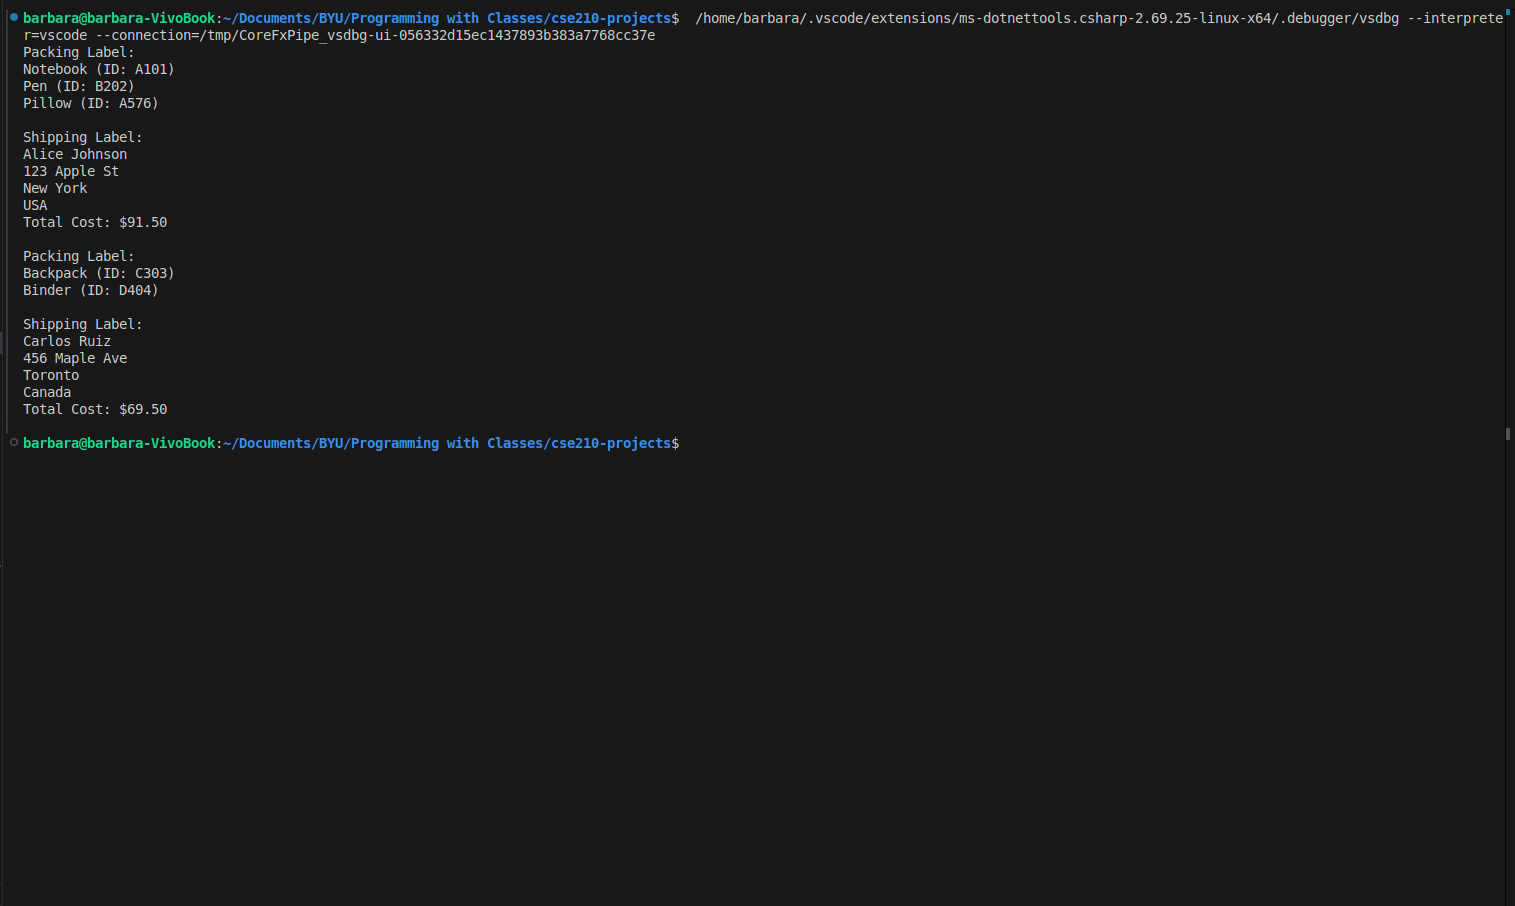 barbara@barbara-VivoBook:~/Documents/BYU/Programming with Classes/cse210-projects$  /home/barbara/.vscode/extensions/ms-dotnettools.csharp-2.69.25-linux-x64/.debugger/vsdbg --interprete
r=vscode --connection=/tmp/CoreFxPipe_vsdbg-ui-056332d15ec1437893b383a7768cc37e
Packing Label:
Notebook (ID: A101)
Pen (ID: B202)
Pillow (ID: A576)

Shipping Label:
Alice Johnson
123 Apple St
New York
USA
Total Cost: $91.50

Packing Label:
Backpack (ID: C303)
Binder (ID: D404)

Shipping Label:
Carlos Ruiz
456 Maple Ave
Toronto
Canada
Total Cost: $69.50

barbara@barbara-VivoBook:~/Documents/BYU/Programming with Classes/cse210-projects$